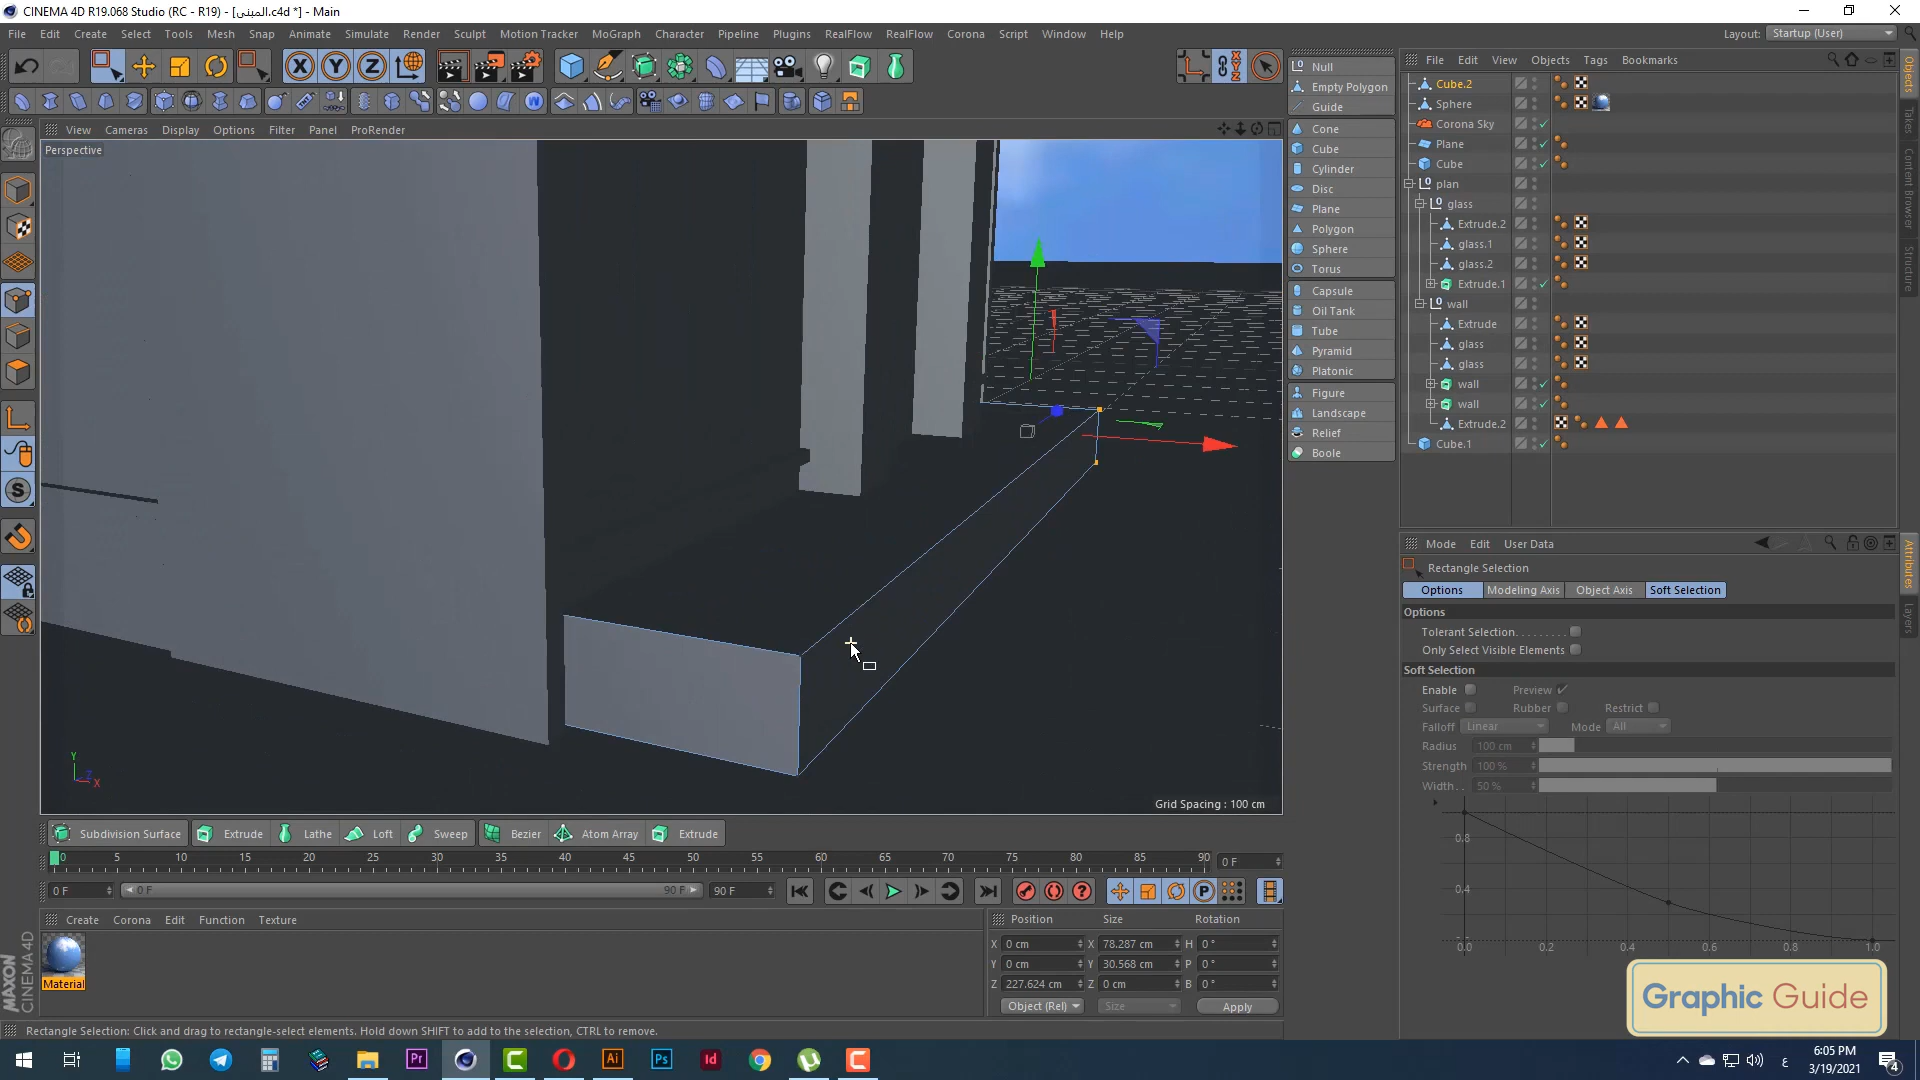 CINEMA 4D R19.068 Studio (RC - R19) - [المبنى.c4d *] - Main
File Edit Create Select Tools Mesh Snap Animate Simulate Render Sculpt Motion Tracker MoGraph Character Pipeline Plugins RealFlow RealFlow Corona Script Window Help Layout: Startup (User)
View Cameras Display Options Filter Panel ProRender
Perspective
Grid Spacing : 100 cm
Y
Z
X
Null
Empty Polygon
Guide
Cone
Cube
Cylinder
Disc
Plane
Polygon
Sphere
Torus
Capsule
Oil Tank
Tube
Pyramid
Platonic
Figure
Landscape
Relief
Boole
File Edit View Objects Tags Bookmarks
Cube.2
Sphere
Corona Sky
Plane
Cube
plan
glass
Extrude.2
glass.1
glass.2
Extrude.1
wall
Extrude
glass
glass
wall
wall
Extrude.2
Cube.1
Objects
Takes
Content Browser
Structure
Mode Edit User Data
Rectangle Selection
Options Modeling Axis Object Axis Soft Selection
Options
Tolerant Selection. . . . . . . .
Only Select Visible Elements
Soft Selection
Enable Preview
Surface Rubber Restrict
Falloff Linear Mode All
Radius 100 cm
Strength 100 %
Width. . 50 %
0.8
0.4
0.0 0.2 0.4 0.6 0.8 1.0
Attributes
Layers
Subdivision Surface Extrude Lathe Loft Sweep Bezier Atom Array Extrude
0 5 10 15 20 25 30 35 40 45 50 55 60 65 70 75 80 85 90 0 F
0 F 0 F 90 F 90 F
Create Corona Edit Function Texture
Material
MAXON
CINEMA 4D
Position Size Rotation
X 0 cm X 78.287 cm H 0 °
Y 0 cm Y 30.568 cm P 0 °
Z 227.624 cm Z 0 cm B 0 °
Object (Rel) Size Apply
Graphic Guide
Rectangle Selection: Click and drag to rectangle-select elements. Hold down SHIFT to add to the selection, CTRL to remove.
Pr
Ai
Ps
Id
ع
6:05 PM
3/19/2021
4